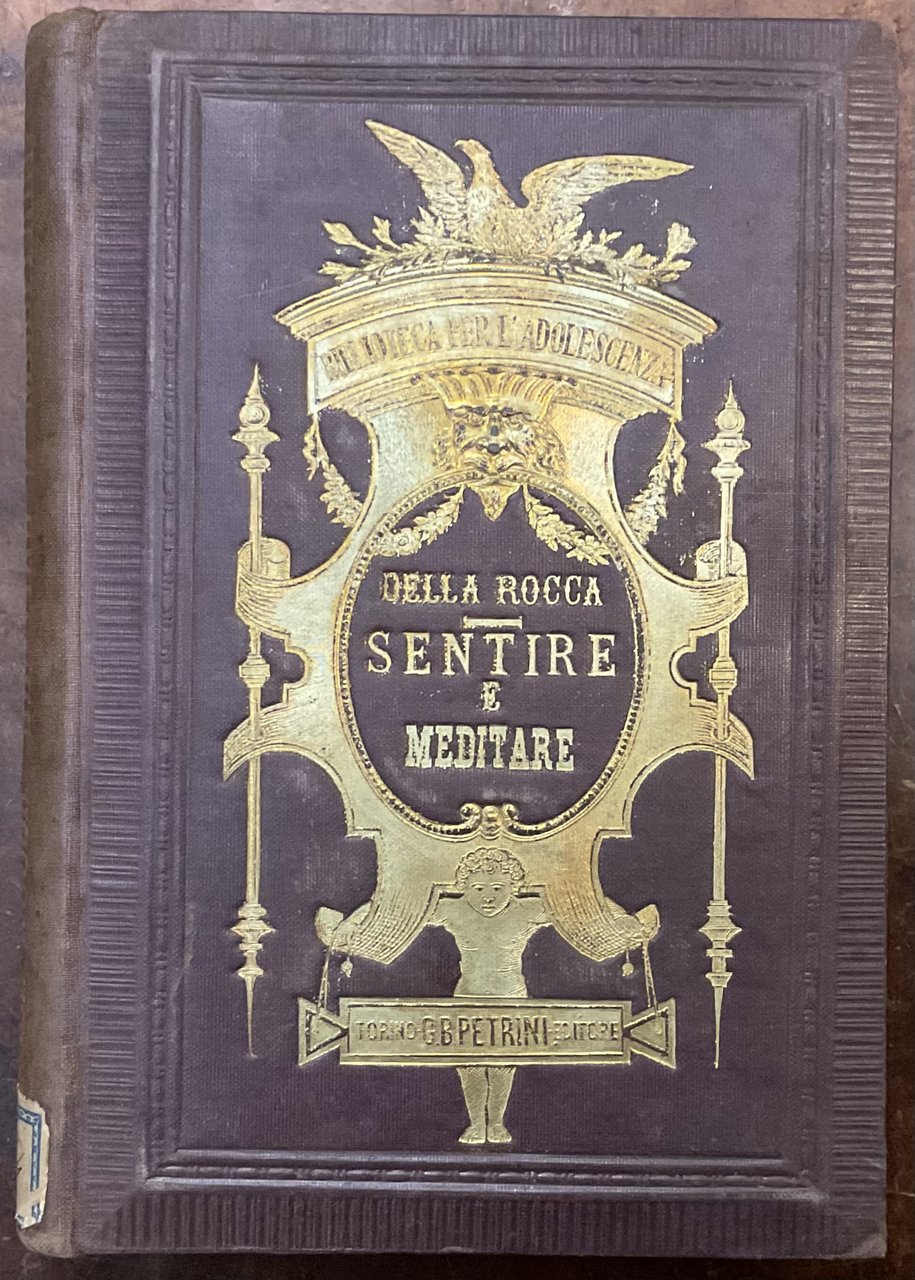 BIBLIOTECA PER L'ADOLESCENZA
DELLA ROCCA
SENTIRE
E
MEDITARE
TORINO G.B. PETRINI EDITORE